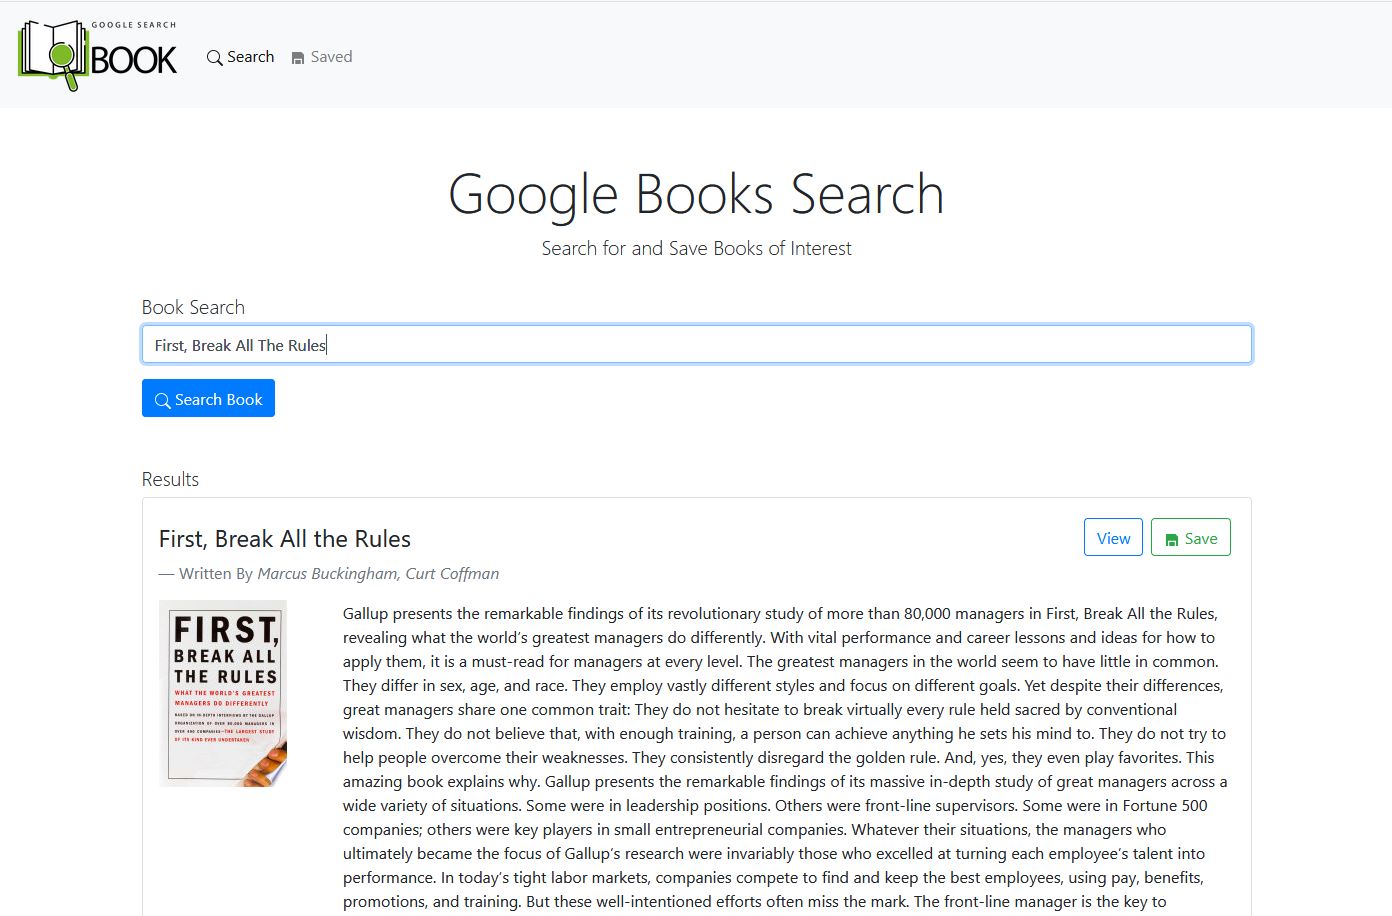 GOOGLE SEARCH
BOOK
Search
Saved
Google Books Search
Search for and Save Books of Interest
Book Search
First, Break All The Rules
Search Book
Results
First, Break All the Rules
View
Save
— Written By Marcus Buckingham, Curt Coffman
FIRST,
BREAK ALL
THE RULES
WHAT THE WORLD'S GREATEST
MANAGERS DO DIFFERENTLY
BASED ON IN-DEPTH INTERVIEWS BY THE GALLUP
ORGANIZATION OF OVER 80,000 MANAGERS IN
OVER 400 COMPANIES—THE LARGEST STUDY
OF ITS KIND EVER UNDERTAKEN
Gallup presents the remarkable findings of its revolutionary study of more than 80,000 managers in First, Break All the Rules,
revealing what the world’s greatest managers do differently. With vital performance and career lessons and ideas for how to
apply them, it is a must-read for managers at every level. The greatest managers in the world seem to have little in common.
They differ in sex, age, and race. They employ vastly different styles and focus on different goals. Yet despite their differences,
great managers share one common trait: They do not hesitate to break virtually every rule held sacred by conventional
wisdom. They do not believe that, with enough training, a person can achieve anything he sets his mind to. They do not try to
help people overcome their weaknesses. They consistently disregard the golden rule. And, yes, they even play favorites. This
amazing book explains why. Gallup presents the remarkable findings of its massive in-depth study of great managers across a
wide variety of situations. Some were in leadership positions. Others were front-line supervisors. Some were in Fortune 500
companies; others were key players in small entrepreneurial companies. Whatever their situations, the managers who
ultimately became the focus of Gallup’s research were invariably those who excelled at turning each employee’s talent into
performance. In today’s tight labor markets, companies compete to find and keep the best employees, using pay, benefits,
promotions, and training. But these well-intentioned efforts often miss the mark. The front-line manager is the key to